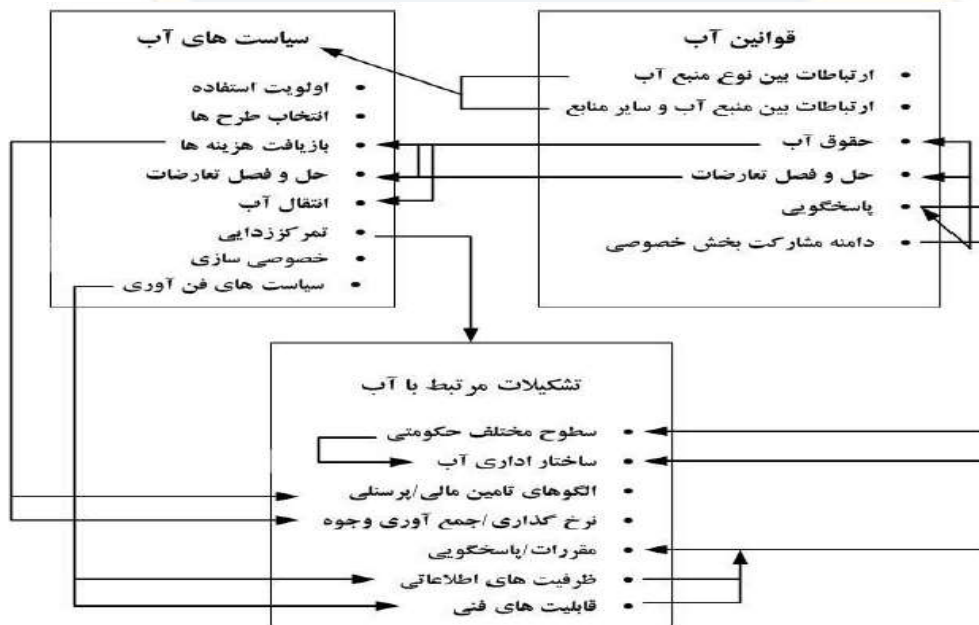 قوانین آب
ارتباطات بین نوع منبع آب
ارتباطات بین منبع آب و سایر منابع
حقوق آب
حل و فصل تعارضات
پاسخگویی
دامنه مشارکت بخش خصوصی
سیاست های آب
اولویت استفاده
انتخاب طرح ها
بازیافت هزینه ها
حل و فصل تعارضات
انتقال آب
تمرکززدایی
خصوصی سازی
سیاست های فن آوری
تشکیلات مرتبط با آب
سطوح مختلف حکومتی
ساختار اداری آب
الگوهای تامین مالی/پرسنلی
نرخ گذاری/جمع آوری وجوه
مقررات/پاسخگویی
ظرفیت های اطلاعاتی
قابلیت های فنی